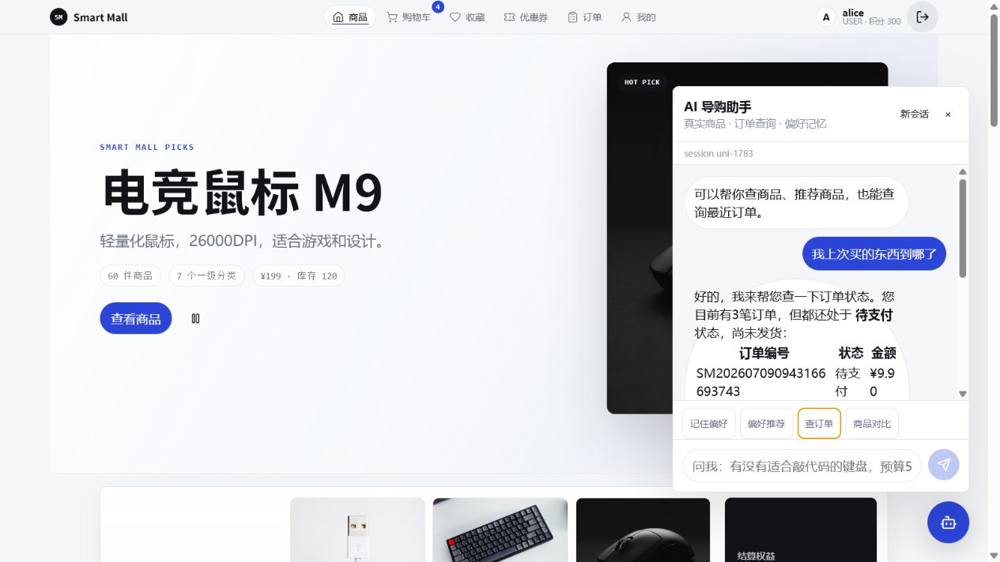 SM Smart Mall
商品
购物车
4
收藏
优惠券
订单
我的
A
alice
USER · 积分 300
SMART MALL PICKS
电竞鼠标 M9
轻量化鼠标，26000DPI，适合游戏和设计。
60 件商品
7 个一级分类
¥199 · 库存 120
查看商品
HOT PICK
AI 导购助手
真实商品 · 订单查询 · 偏好记忆
新会话
×
session uni-1783
可以帮你查商品、推荐商品，也能查
询最近订单。
我上次买的东西到哪了
好的，我来帮您查一下订单状态。您
目前有3笔订单，但都还处于 待支付
状态，尚未发货：
订单编号 状态 金额
SM202607090943166 待支 ¥9.9
693743 付 0
记住偏好
偏好推荐
查订单
商品对比
问我：有没有适合敲代码的键盘，预算5
结算权益